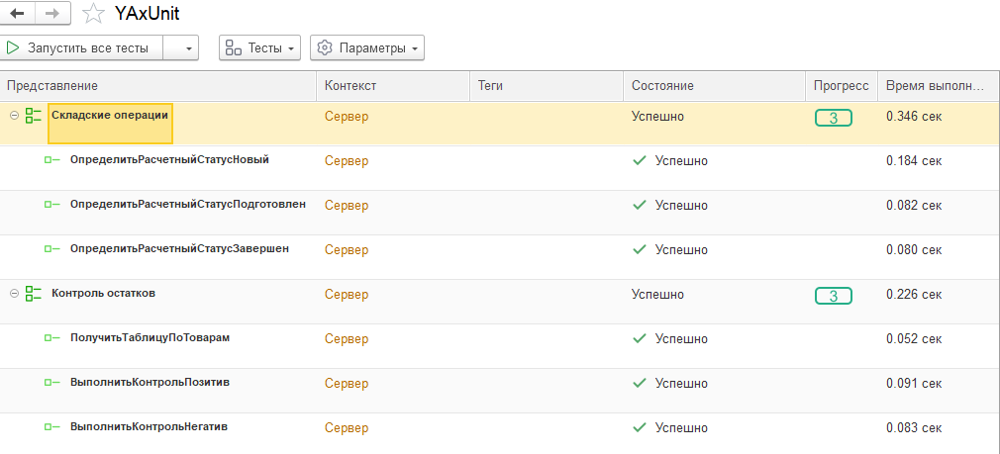 YAxUnit
Запустить все тесты Тесты Параметры
Представление Контекст Теги Состояние Прогресс Время выполн...
Складские операции Сервер Успешно 3 0.346 сек
ОпределитьРасчетныйСтатусНовый Сервер Успешно 0.184 сек
ОпределитьРасчетныйСтатусПодготовлен Сервер Успешно 0.082 сек
ОпределитьРасчетныйСтатусЗавершен Сервер Успешно 0.080 сек
Контроль остатков Сервер Успешно 3 0.226 сек
ПолучитьТаблицуПоТоварам Сервер Успешно 0.052 сек
ВыполнитьКонтрольПозитив Сервер Успешно 0.091 сек
ВыполнитьКонтрольНегатив Сервер Успешно 0.083 сек